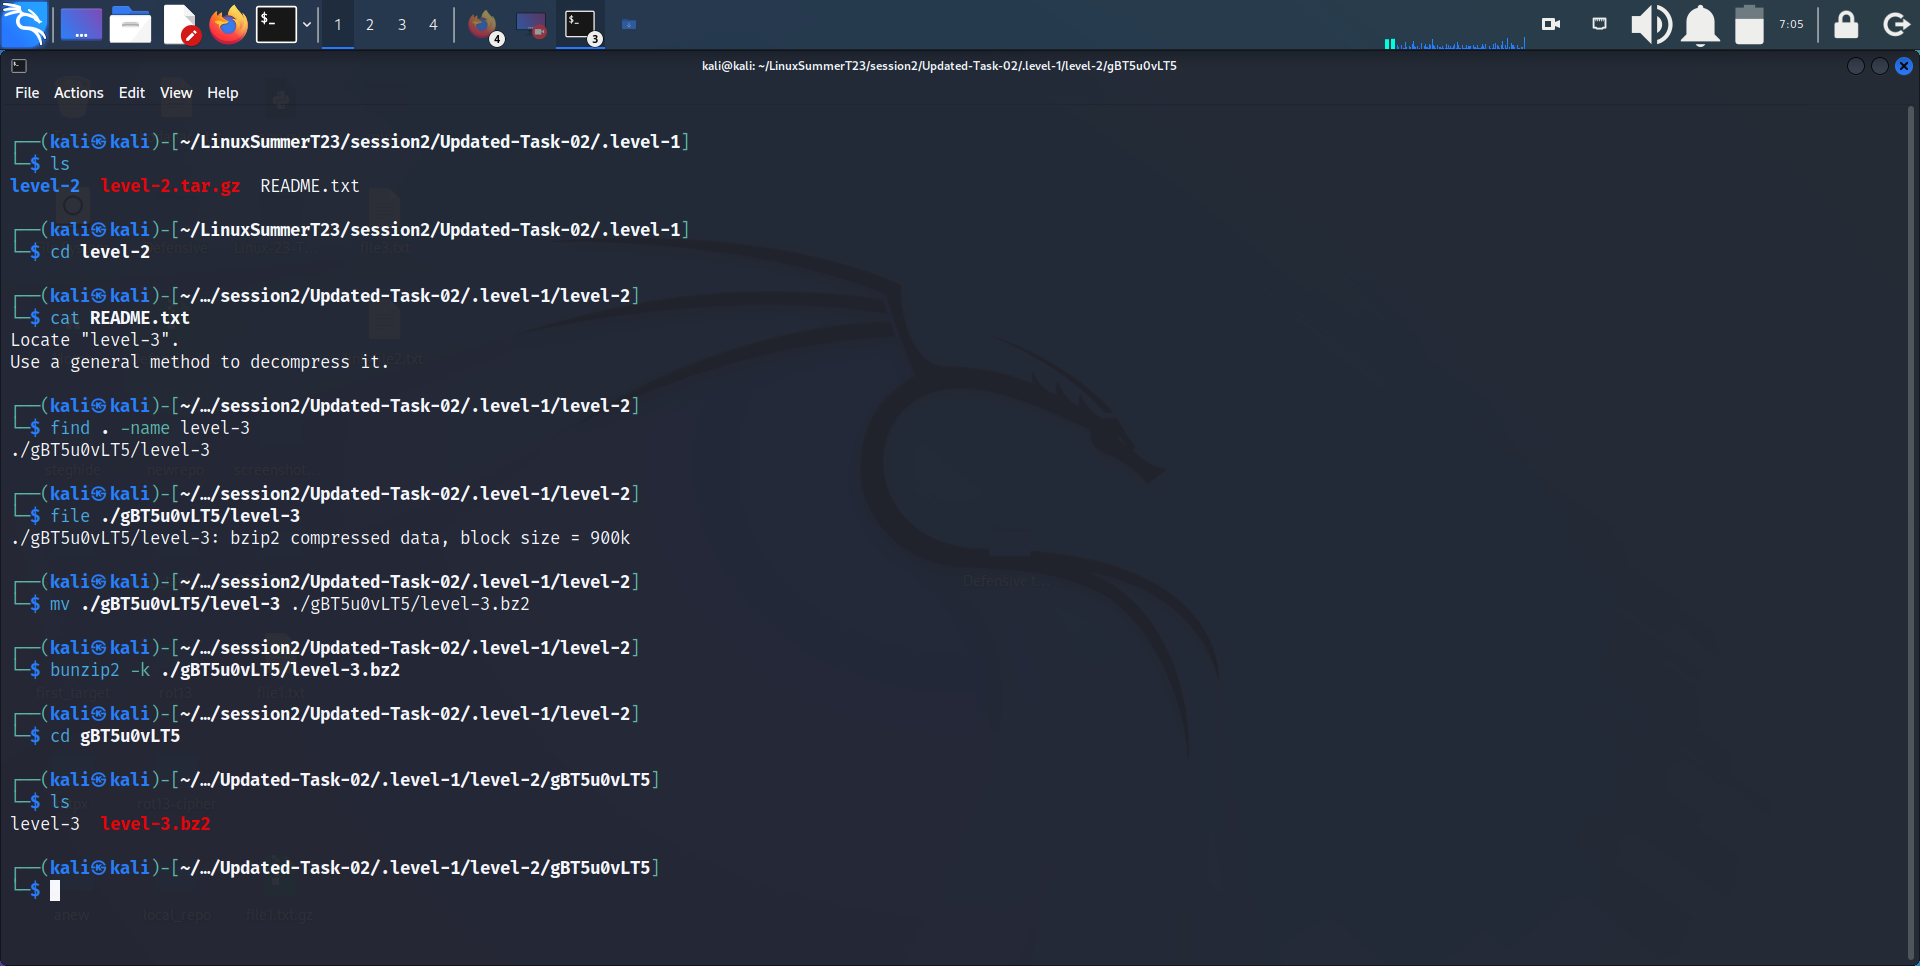 1 2 3 4 4 3 7:05
kali@kali: ~/LinuxSummerT23/session2/Updated-Task-02/.level-1/level-2/gBT5u0vLT5
File Actions Edit View Help
┌──(kali㉿kali)-[~/LinuxSummerT23/session2/Updated-Task-02/.level-1]
└─$ ls
level-2 level-2.tar.gz README.txt
┌──(kali㉿kali)-[~/LinuxSummerT23/session2/Updated-Task-02/.level-1]
└─$ cd level-2
┌──(kali㉿kali)-[~/…/session2/Updated-Task-02/.level-1/level-2]
└─$ cat README.txt
Locate "level-3".
Use a general method to decompress it.
┌──(kali㉿kali)-[~/…/session2/Updated-Task-02/.level-1/level-2]
└─$ find . -name level-3
./gBT5u0vLT5/level-3
┌──(kali㉿kali)-[~/…/session2/Updated-Task-02/.level-1/level-2]
└─$ file ./gBT5u0vLT5/level-3
./gBT5u0vLT5/level-3: bzip2 compressed data, block size = 900k
┌──(kali㉿kali)-[~/…/session2/Updated-Task-02/.level-1/level-2]
└─$ mv ./gBT5u0vLT5/level-3 ./gBT5u0vLT5/level-3.bz2
┌──(kali㉿kali)-[~/…/session2/Updated-Task-02/.level-1/level-2]
└─$ bunzip2 -k ./gBT5u0vLT5/level-3.bz2
┌──(kali㉿kali)-[~/…/session2/Updated-Task-02/.level-1/level-2]
└─$ cd gBT5u0vLT5
┌──(kali㉿kali)-[~/…/Updated-Task-02/.level-1/level-2/gBT5u0vLT5]
└─$ ls
level-3 level-3.bz2
┌──(kali㉿kali)-[~/…/Updated-Task-02/.level-1/level-2/gBT5u0vLT5]
└─$
anew local_repo file1.txt.gz